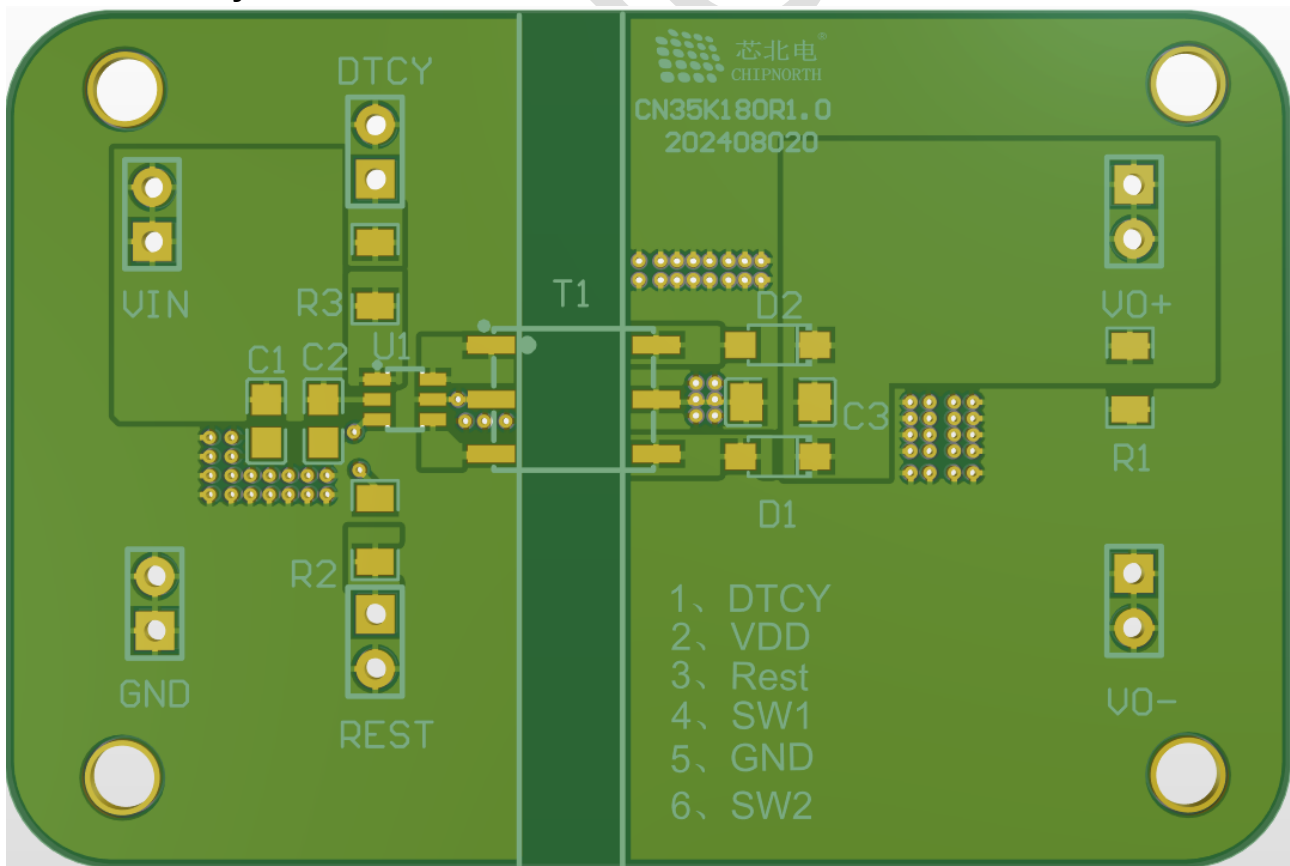 芯北电®
CHIPNORTH
CN35K180R1.0
202408020
DTCY
VIN
R3
C1
C2
U1
T1
D2
VO+
C3
R1
D1
R2
GND
REST
VO-
1、DTCY
2、VDD
3、Rest
4、SW1
5、GND
6、SW2